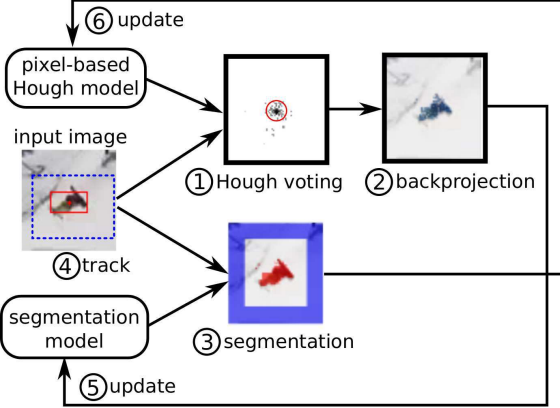 ⑥ update
pixel-based
Hough model
input image
① Hough voting
② backprojection
④ track
segmentation
model
③ segmentation
⑤ update